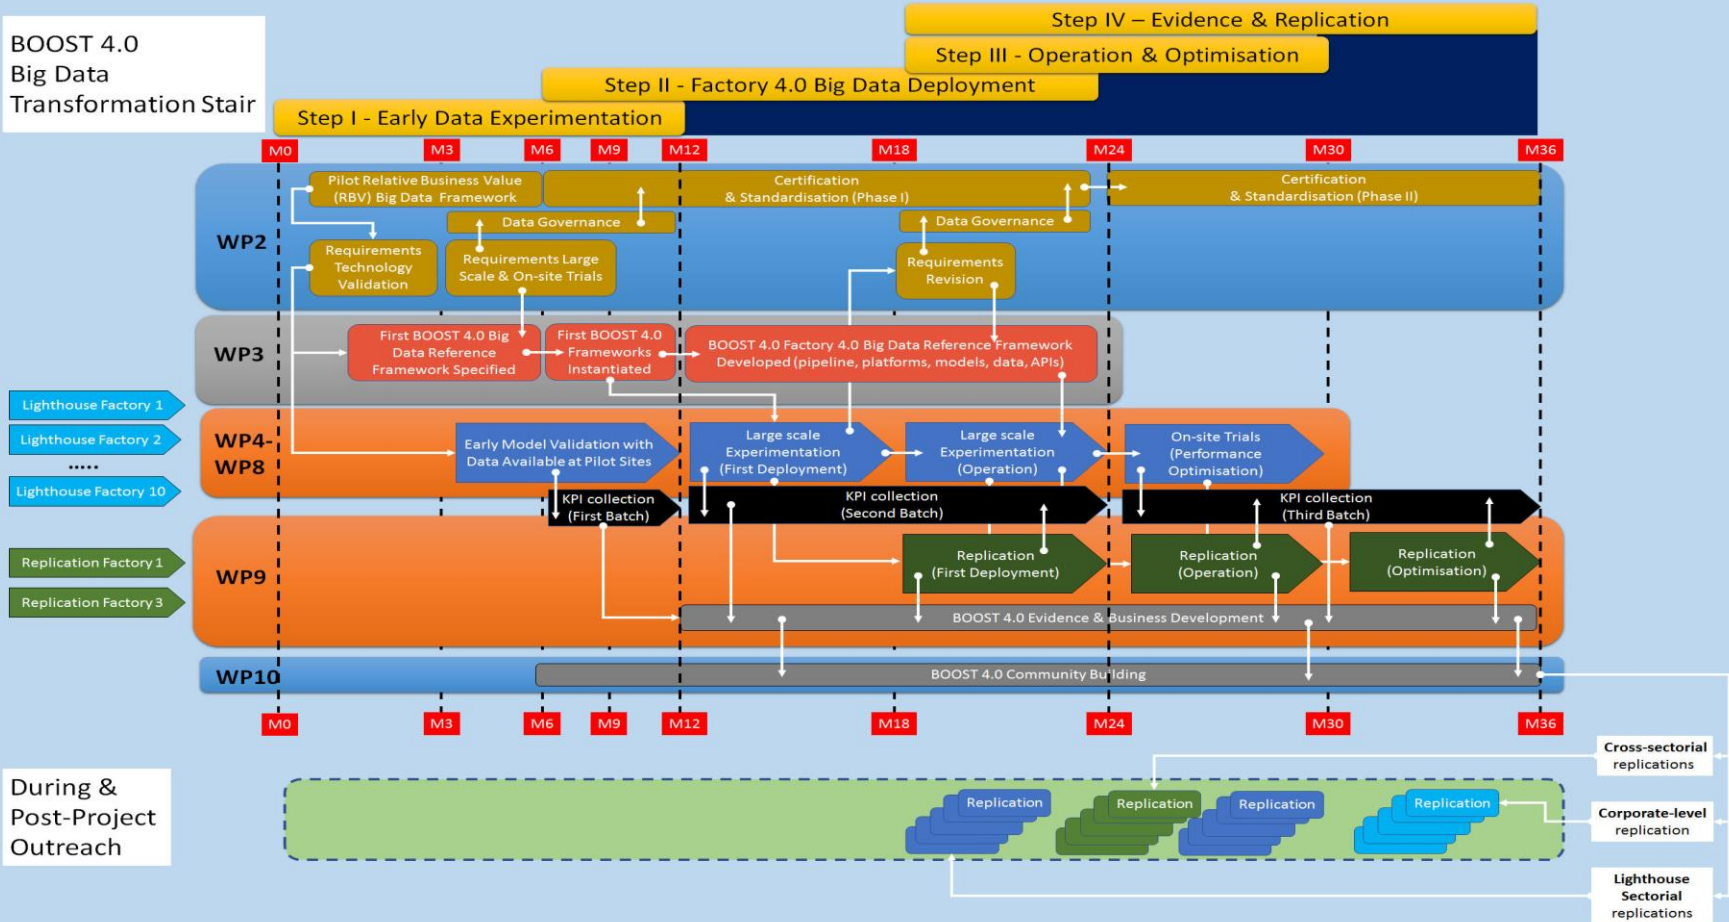 BOOST 4.0
Big Data
Transformation Stair
Step IV – Evidence & Replication
Step III - Operation & Optimisation
Step II - Factory 4.0 Big Data Deployment
Step I - Early Data Experimentation
M0
M3
M6
M9
M12
M18
M24
M30
M36
WP2
Pilot Relative Business Value
(RBV) Big Data Framework
Certification
& Standardisation (Phase I)
Certification
& Standardisation (Phase II)
Data Governance
Data Governance
Requirements
Technology
Validation
Requirements Large
Scale & On-site Trials
Requirements
Revision
WP3
First BOOST 4.0 Big
Data Reference
Framework Specified
First BOOST 4.0
Frameworks
Instantiated
BOOST 4.0 Factory 4.0 Big Data Reference Framework
Developed (pipeline, platforms, models, data, APIs)
Lighthouse Factory 1
Lighthouse Factory 2
.....
Lighthouse Factory 10
WP4-
WP8
Early Model Validation with
Data Available at Pilot Sites
Large scale
Experimentation
(First Deployment)
Large scale
Experimentation
(Operation)
On-site Trials
(Performance
Optimisation)
KPI collection
(First Batch)
KPI collection
(Second Batch)
KPI collection
(Third Batch)
Replication Factory 1
Replication Factory 3
WP9
Replication
(First Deployment)
Replication
(Operation)
Replication
(Optimisation)
BOOST 4.0 Evidence & Business Development
WP10
BOOST 4.0 Community Building
M0
M3
M6
M9
M12
M18
M24
M30
M36
During &
Post-Project
Outreach
Replication
Replication
Replication
Replication
Cross-sectorial
replications
Corporate-level
replication
Lighthouse
Sectorial
replications